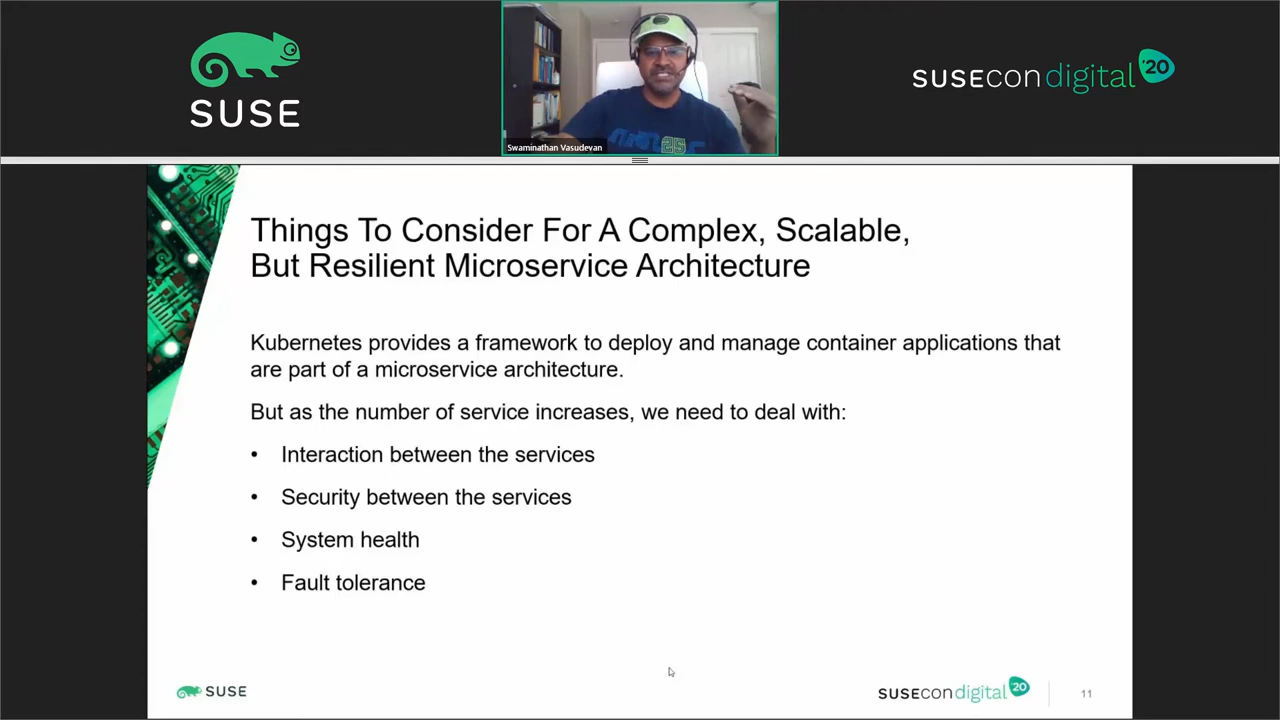 SUSE
SUSECON digital '20
Swaminathan Vasudevan
Things To Consider For A Complex, Scalable,
But Resilient Microservice Architecture
Kubernetes provides a framework to deploy and manage container applications that
are part of a microservice architecture.
But as the number of service increases, we need to deal with:
• Interaction between the services
• Security between the services
• System health
• Fault tolerance
SUSE
SUSECON digital '20
11